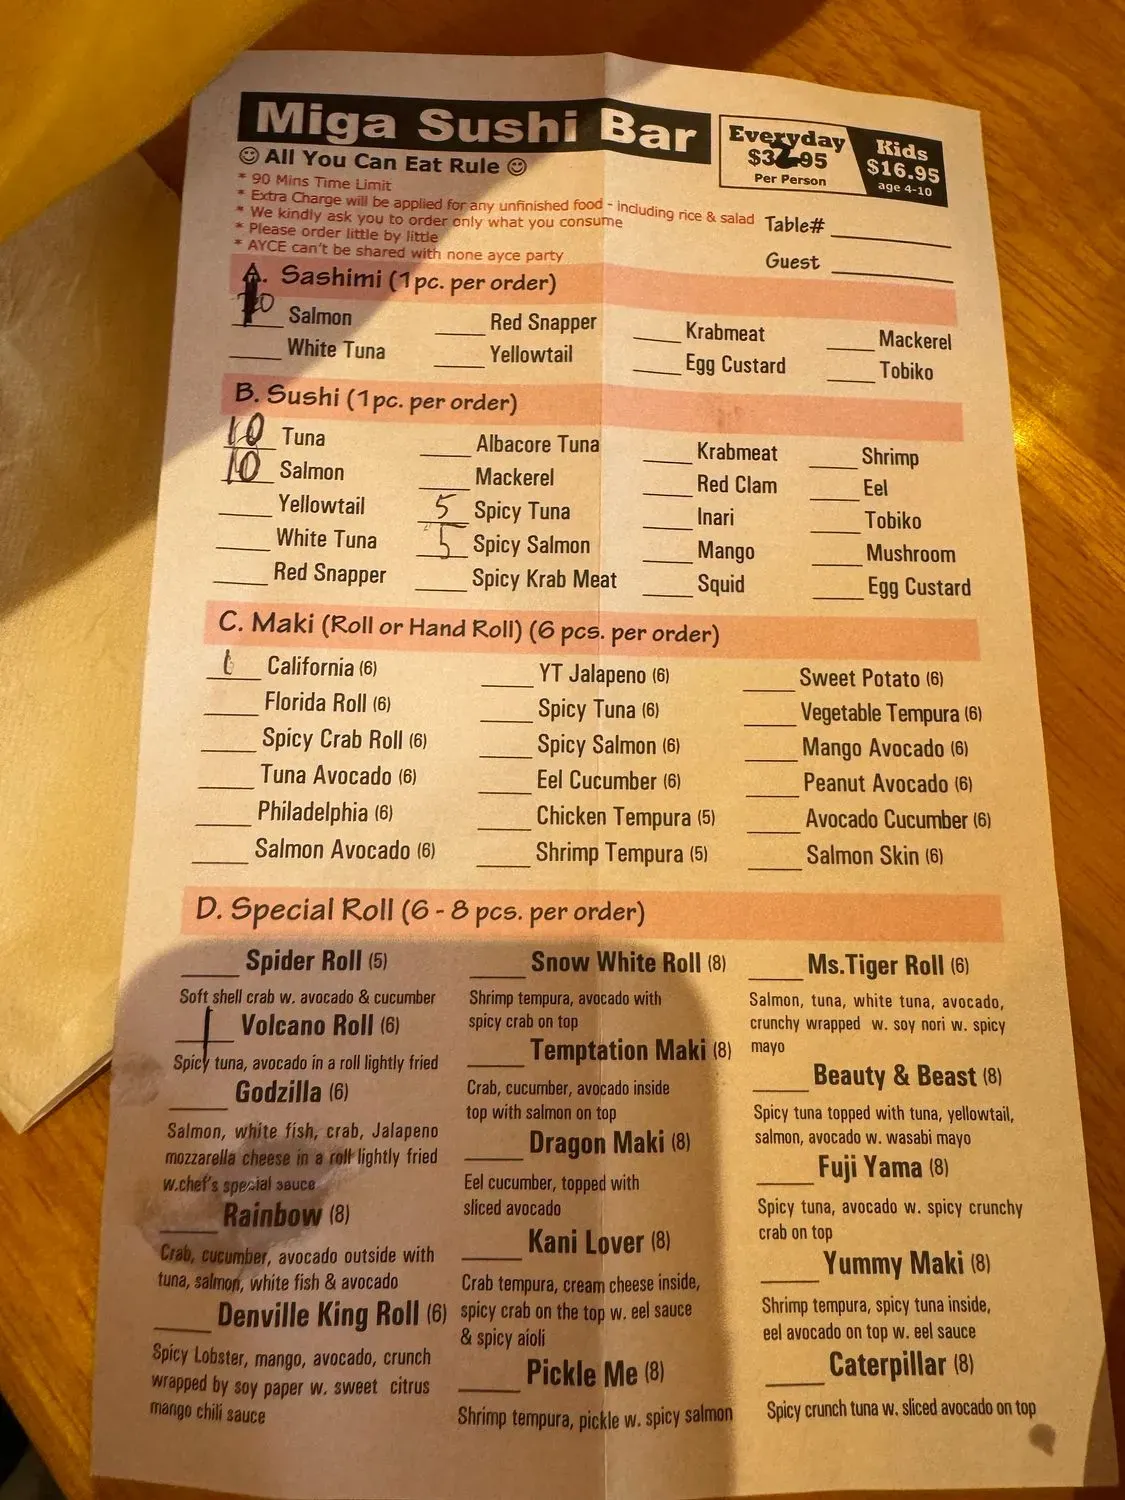 Miga Sushi Bar
All You Can Eat Rule
* 90 Mins Time Limit
* Extra Charge will be applied for any unfinished food - including rice & salad
* We kindly ask you to order only what you consume
* Please order little by little
* AYCE can't be shared with none ayce party
Everyday
Per Person
Kids
$16.95
age 4-10
Table#
Guest
A. Sashimi (1pc. per order)
Salmon Red Snapper Krabmeat Mackerel
White Tuna Yellowtail Egg Custard Tobiko
B. Sushi (1pc. per order)
10 Tuna Albacore Tuna Krabmeat Shrimp
10 Salmon Mackerel Red Clam Eel
Yellowtail 5 Spicy Tuna Inari Tobiko
White Tuna 5 Spicy Salmon Mango Mushroom
Red Snapper Spicy Krab Meat Squid Egg Custard
C. Maki (Roll or Hand Roll) (6 pcs. per order)
California (6) YT Jalapeno (6) Sweet Potato (6)
Florida Roll (6) Spicy Tuna (6) Vegetable Tempura (6)
Spicy Crab Roll (6) Spicy Salmon (6) Mango Avocado (6)
Tuna Avocado (6) Eel Cucumber (6) Peanut Avocado (6)
Philadelphia (6) Chicken Tempura (5) Avocado Cucumber (6)
Salmon Avocado (6) Shrimp Tempura (5) Salmon Skin (6)
D. Special Roll (6 - 8 pcs. per order)
Spider Roll (5)
Soft shell crab w. avocado & cucumber
1 Volcano Roll (6)
Spicy tuna, avocado in a roll lightly fried
Godzilla (6)
Salmon, white fish, crab, Jalapeno
mozzarella cheese in a roll lightly fried
w.chef's special sauce
Rainbow (8)
Crab, cucumber, avocado outside with
tuna, salmon, white fish & avocado
Denville King Roll (6)
Spicy Lobster, mango, avocado, crunch
wrapped by soy paper w. sweet citrus
mango chili sauce
Snow White Roll (8)
Shrimp tempura, avocado with
spicy crab on top
Temptation Maki (8)
Crab, cucumber, avocado inside
top with salmon on top
Dragon Maki (8)
Eel cucumber, topped with
sliced avocado
Kani Lover (8)
Crab tempura, cream cheese inside,
spicy crab on the top w. eel sauce
& spicy aioli
Pickle Me (8)
Shrimp tempura, pickle w. spicy salmon
Ms.Tiger Roll (6)
Salmon, tuna, white tuna, avocado,
crunchy wrapped w. soy nori w. spicy
mayo
Beauty & Beast (8)
Spicy tuna topped with tuna, yellowtail,
salmon, avocado w. wasabi mayo
Fuji Yama (8)
Spicy tuna, avocado w. spicy crunchy
crab on top
Yummy Maki (8)
Shrimp tempura, spicy tuna inside,
eel avocado on top w. eel sauce
Caterpillar (8)
Spicy crunch tuna w. sliced avocado on top